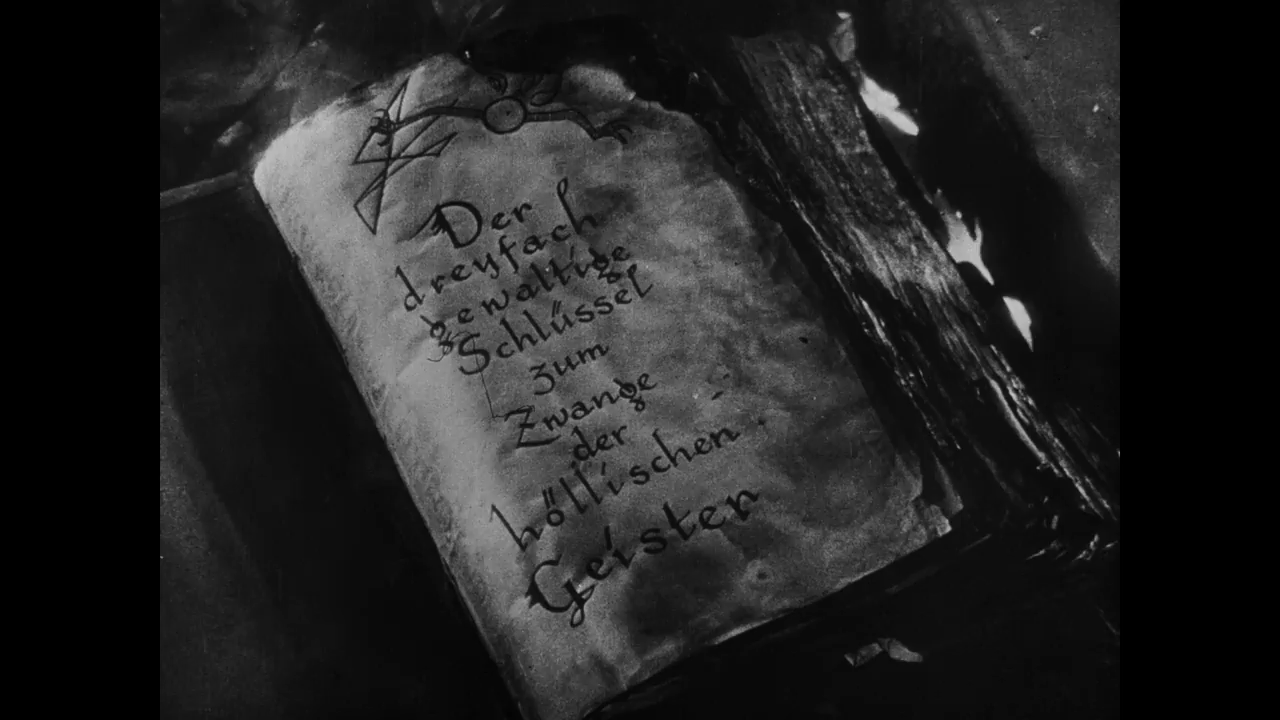 Der
dreyfach
gewaltige
Schlüssel
zum
Zwange
der
höllischen
Geister